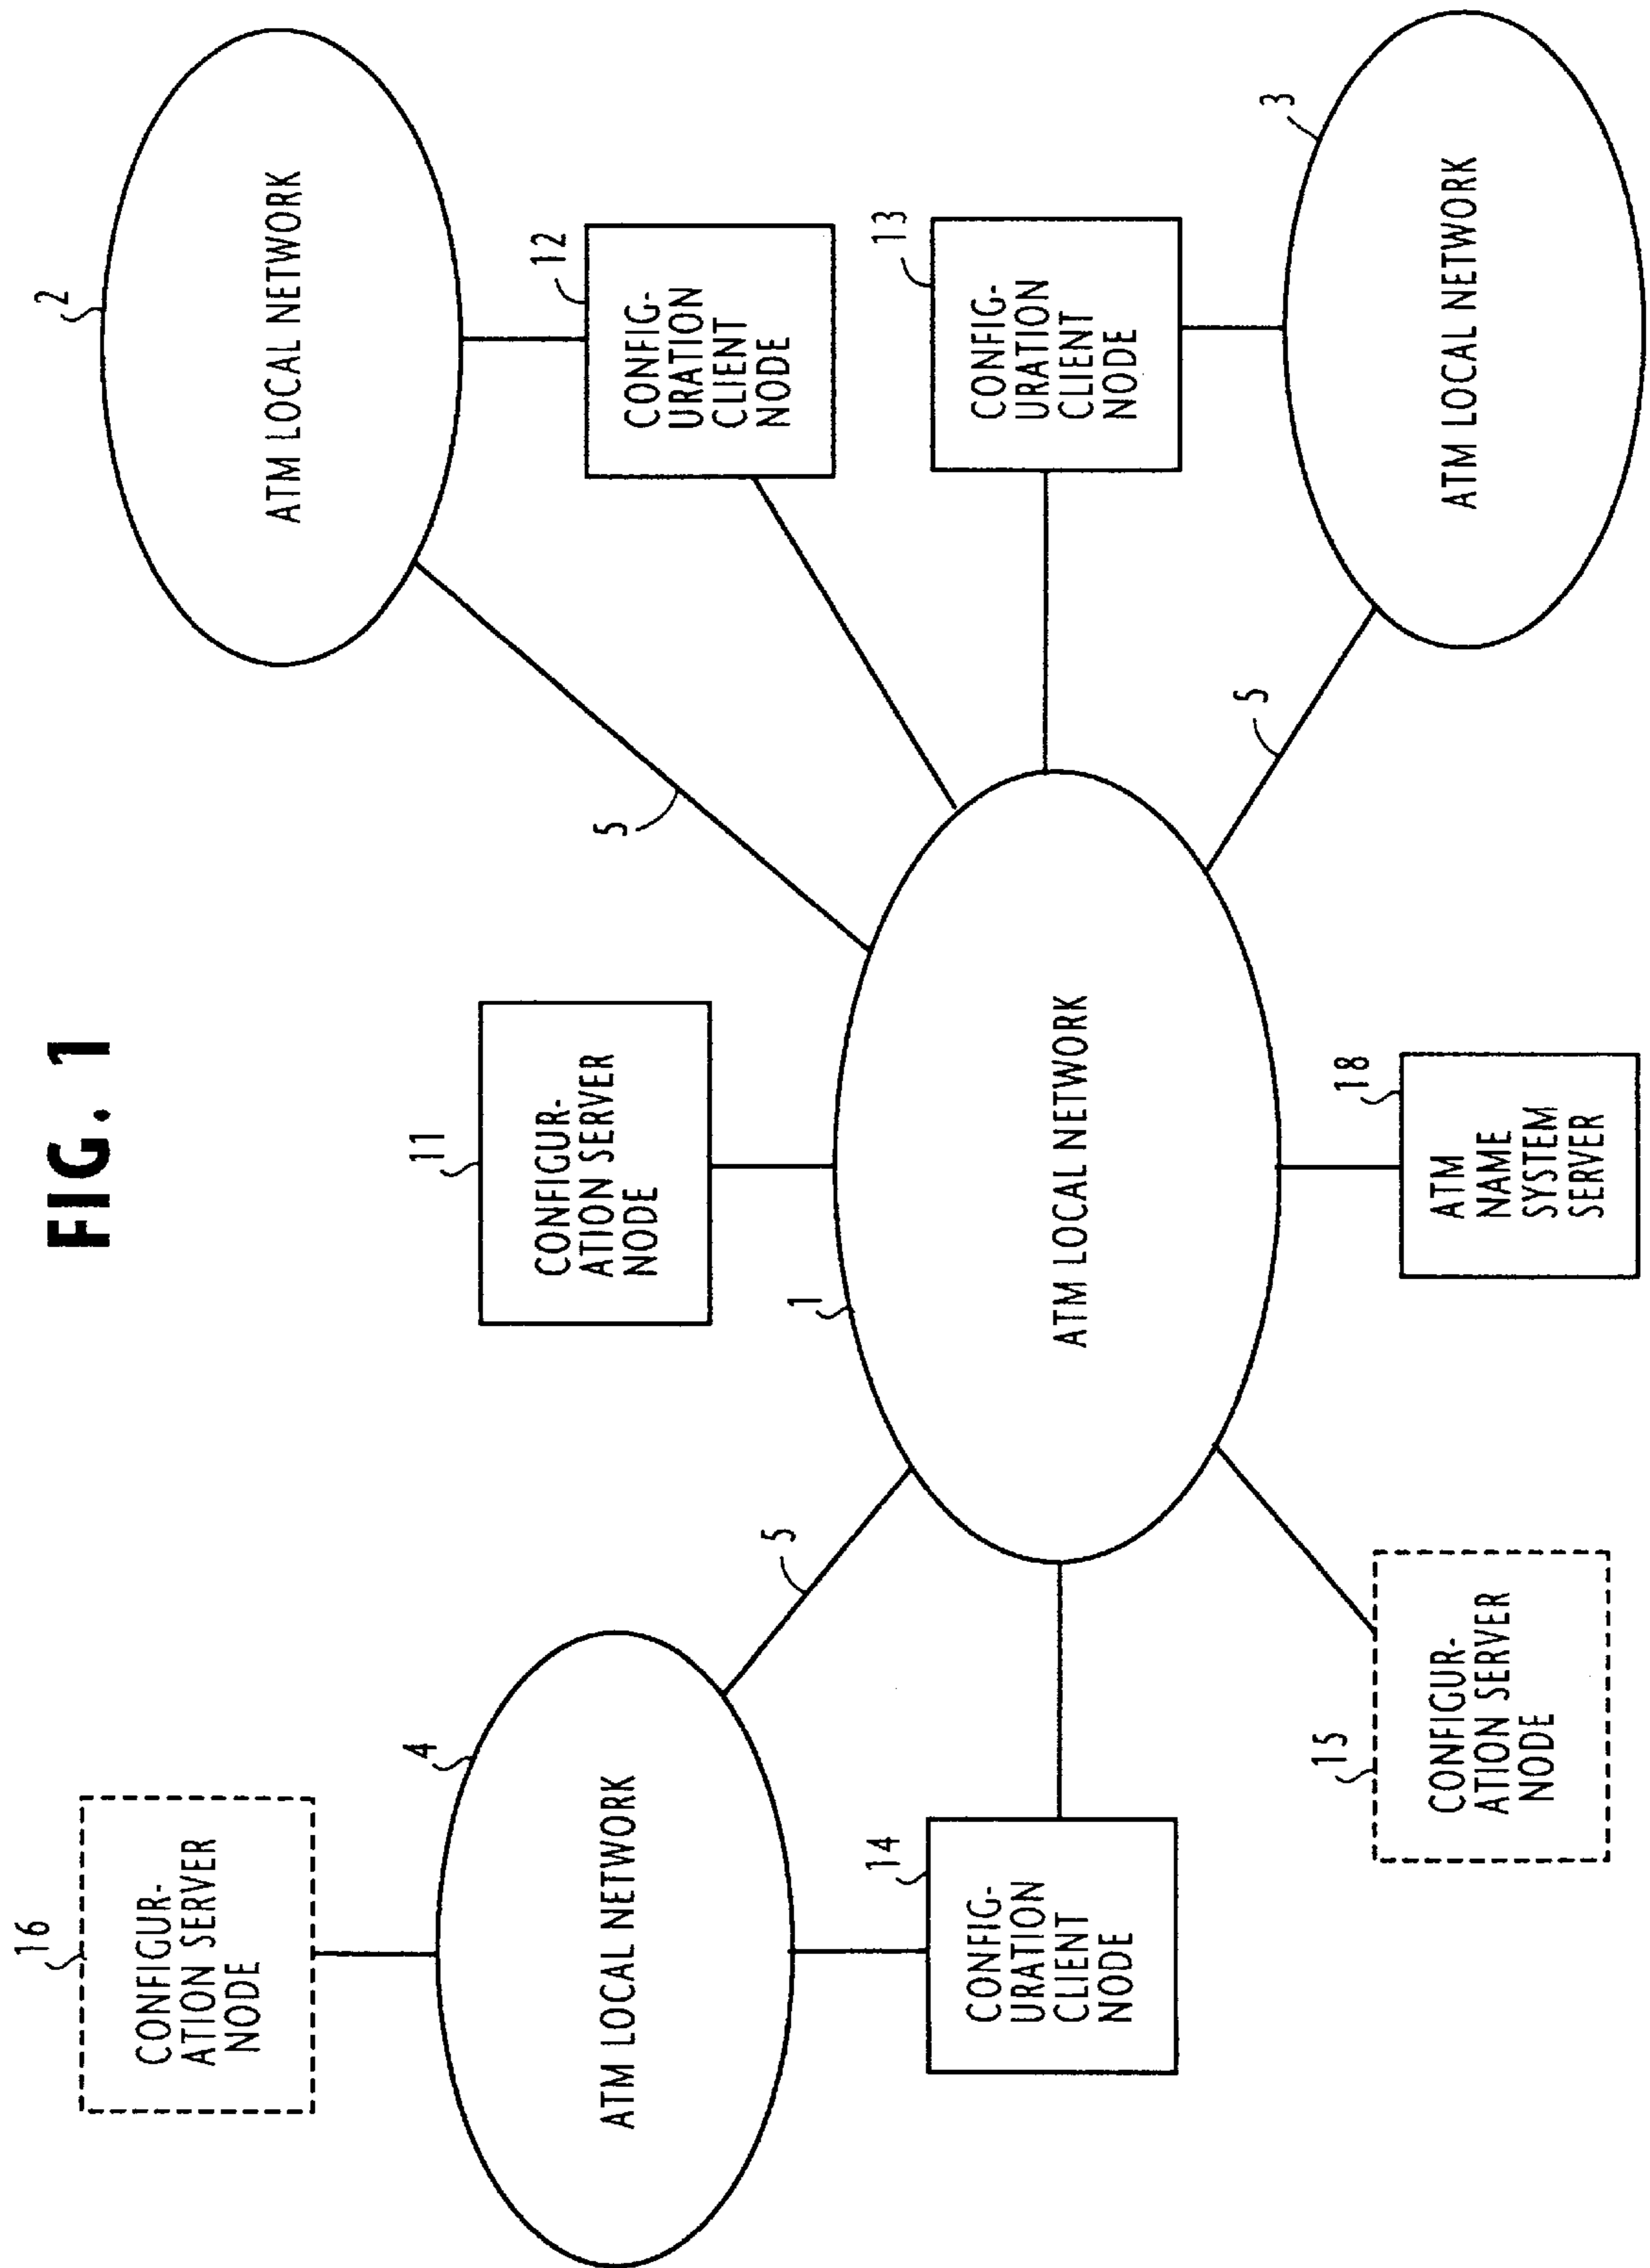 FIG. 1
16
CONFIGUR-
ATION SERVER
NODE
4
ATM LOCAL NETWORK
14
CONFIG-
URATION
CLIENT
NODE
5
15
CONFIGUR-
ATION SERVER
NODE
11
CONFIGUR-
ATION SERVER
NODE
1
ATM LOCAL NETWORK
18
ATM
NAME
SYSTEM
SERVER
5
2
ATM LOCAL NETWORK
12
CONFIG-
URATION
CLIENT
NODE
13
CONFIG-
URATION
CLIENT
NODE
5
3
ATM LOCAL NETWORK